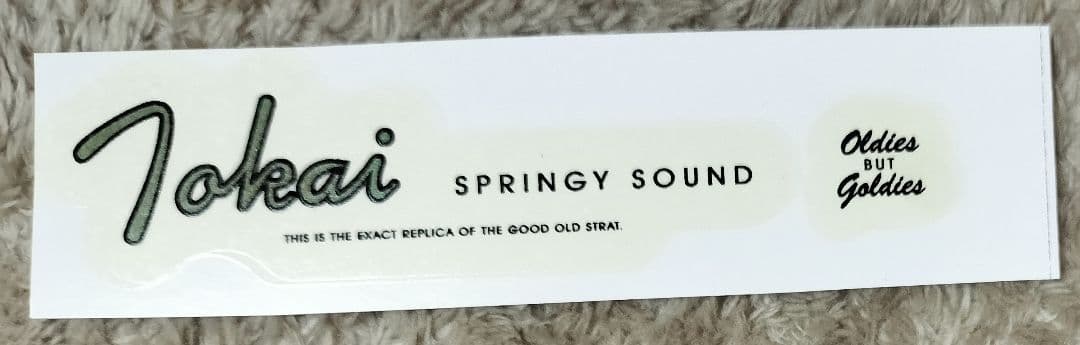 Tokai SPRINGY SOUND
THIS IS THE EXACT REPLICA OF THE GOOD OLD STRAT.
Oldies
BUT
Goldies